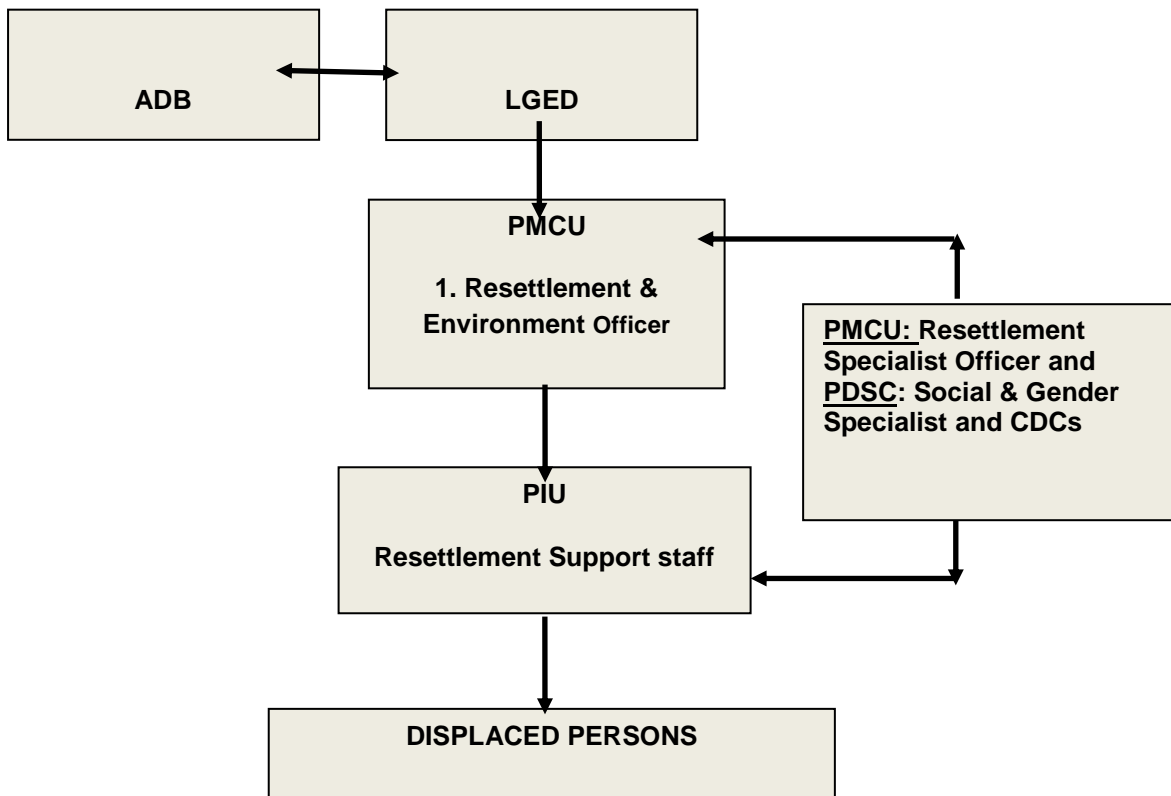 ADB
LGED
PMCU
1. Resettlement &
Environment Officer
PMCU: Resettlement
Specialist Officer and
PDSC: Social & Gender
Specialist and CDCs
PIU
Resettlement Support staff
DISPLACED PERSONS